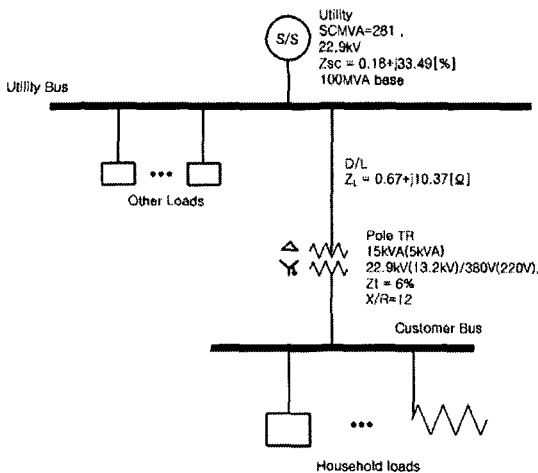 Utility
S/S
SCMVA=281 ,
22.9kV
Zsc = 0.18+j33.49[%]
100MVA base
Utility Bus
D/L
ZL = 0.67+j10.37[Ω]
Other Loads
Pole TR
15kVA(5kVA)
22.9kV(13.2kV)/380V(220V),
Zt = 6%
X/R=12
Customer Bus
Household loads